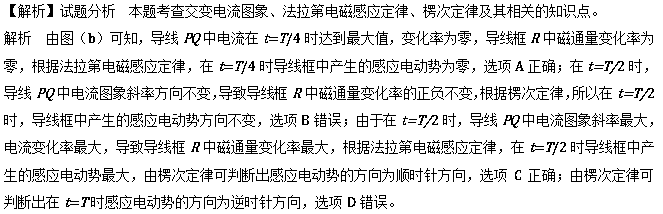 【解析】试题分析　本题考查交变电流图象、法拉第电磁感应定律、楞次定律及其相关的知识点。
解析　由图（b）可知，导线 PQ中电流在 t=T/4 时达到最大值，变化率为零，导线框 R中磁通量变化率为
零，根据法拉第电磁感应定律，在 t=T/4 时导线框中产生的感应电动势为零，选项 A 正确；在 t=T/2 时，
导线 PQ中电流图象斜率方向不变，导致导线框 R 中磁通量变化率的正负不变，根据楞次定律，所以在 t=T/2
时，导线框中产生的感应电动势方向不变，选项 B 错误；由于在 t=T/2 时，导线 PQ中电流图象斜率最大，
电流变化率最大，导致导线框 R 中磁通量变化率最大，根据法拉第电磁感应定律，在 t=T/2 时导线框中产
生的感应电动势最大，由楞次定律可判断出感应电动势的方向为顺时针方向，选项 C 正确；由楞次定律可
判断出在 t=T 时感应电动势的方向为逆时针方向，选项 D 错误。